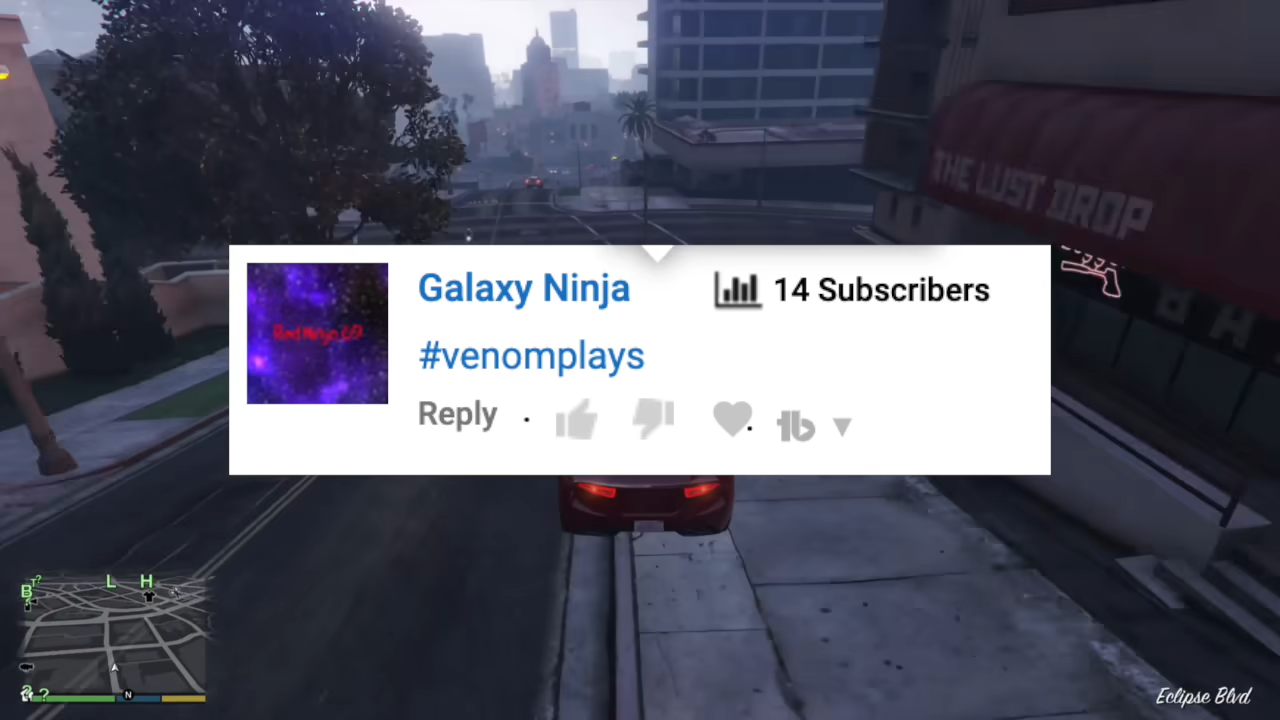 THE LUST DROP
Galaxy Ninja
14 Subscribers
#venomplays
Reply
L H
B
N
Eclipse Blvd